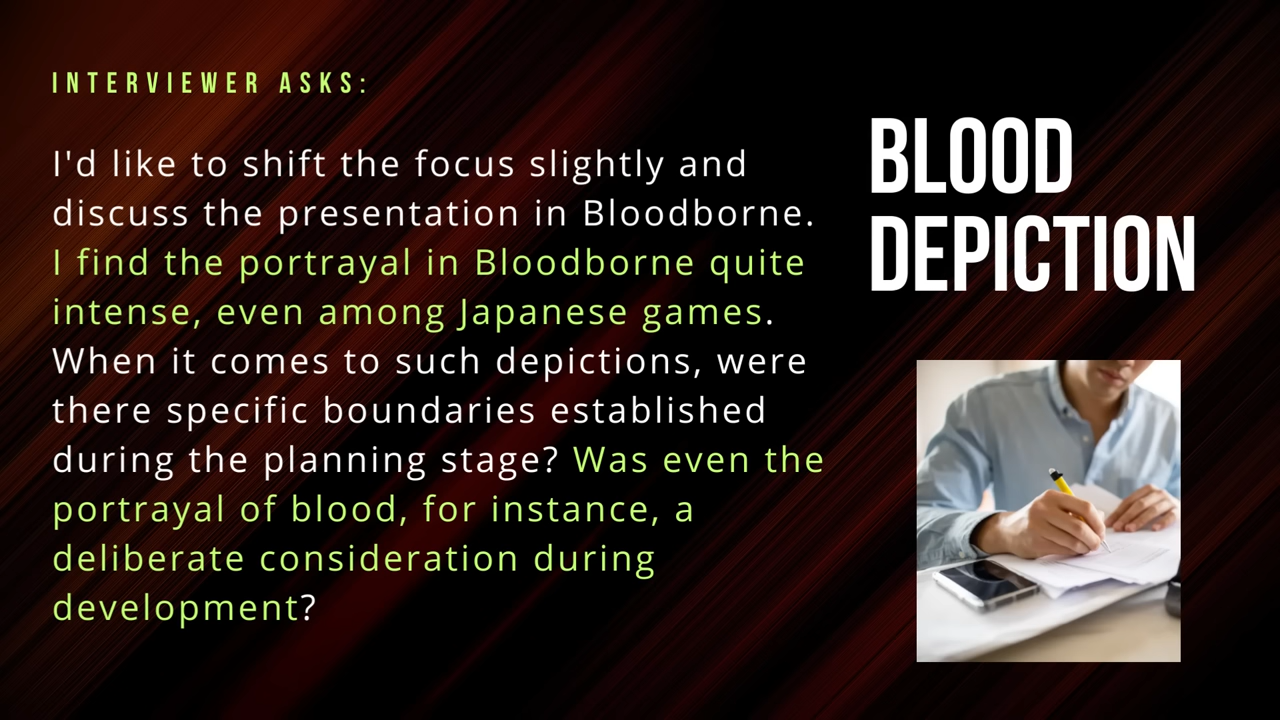 INTERVIEWER ASKS:
I'd like to shift the focus slightly and
discuss the presentation in Bloodborne.
I find the portrayal in Bloodborne quite
intense, even among Japanese games.
When it comes to such depictions, were
there specific boundaries established
during the planning stage? Was even the
portrayal of blood, for instance, a
deliberate consideration during
development?
BLOOD
DEPICTION